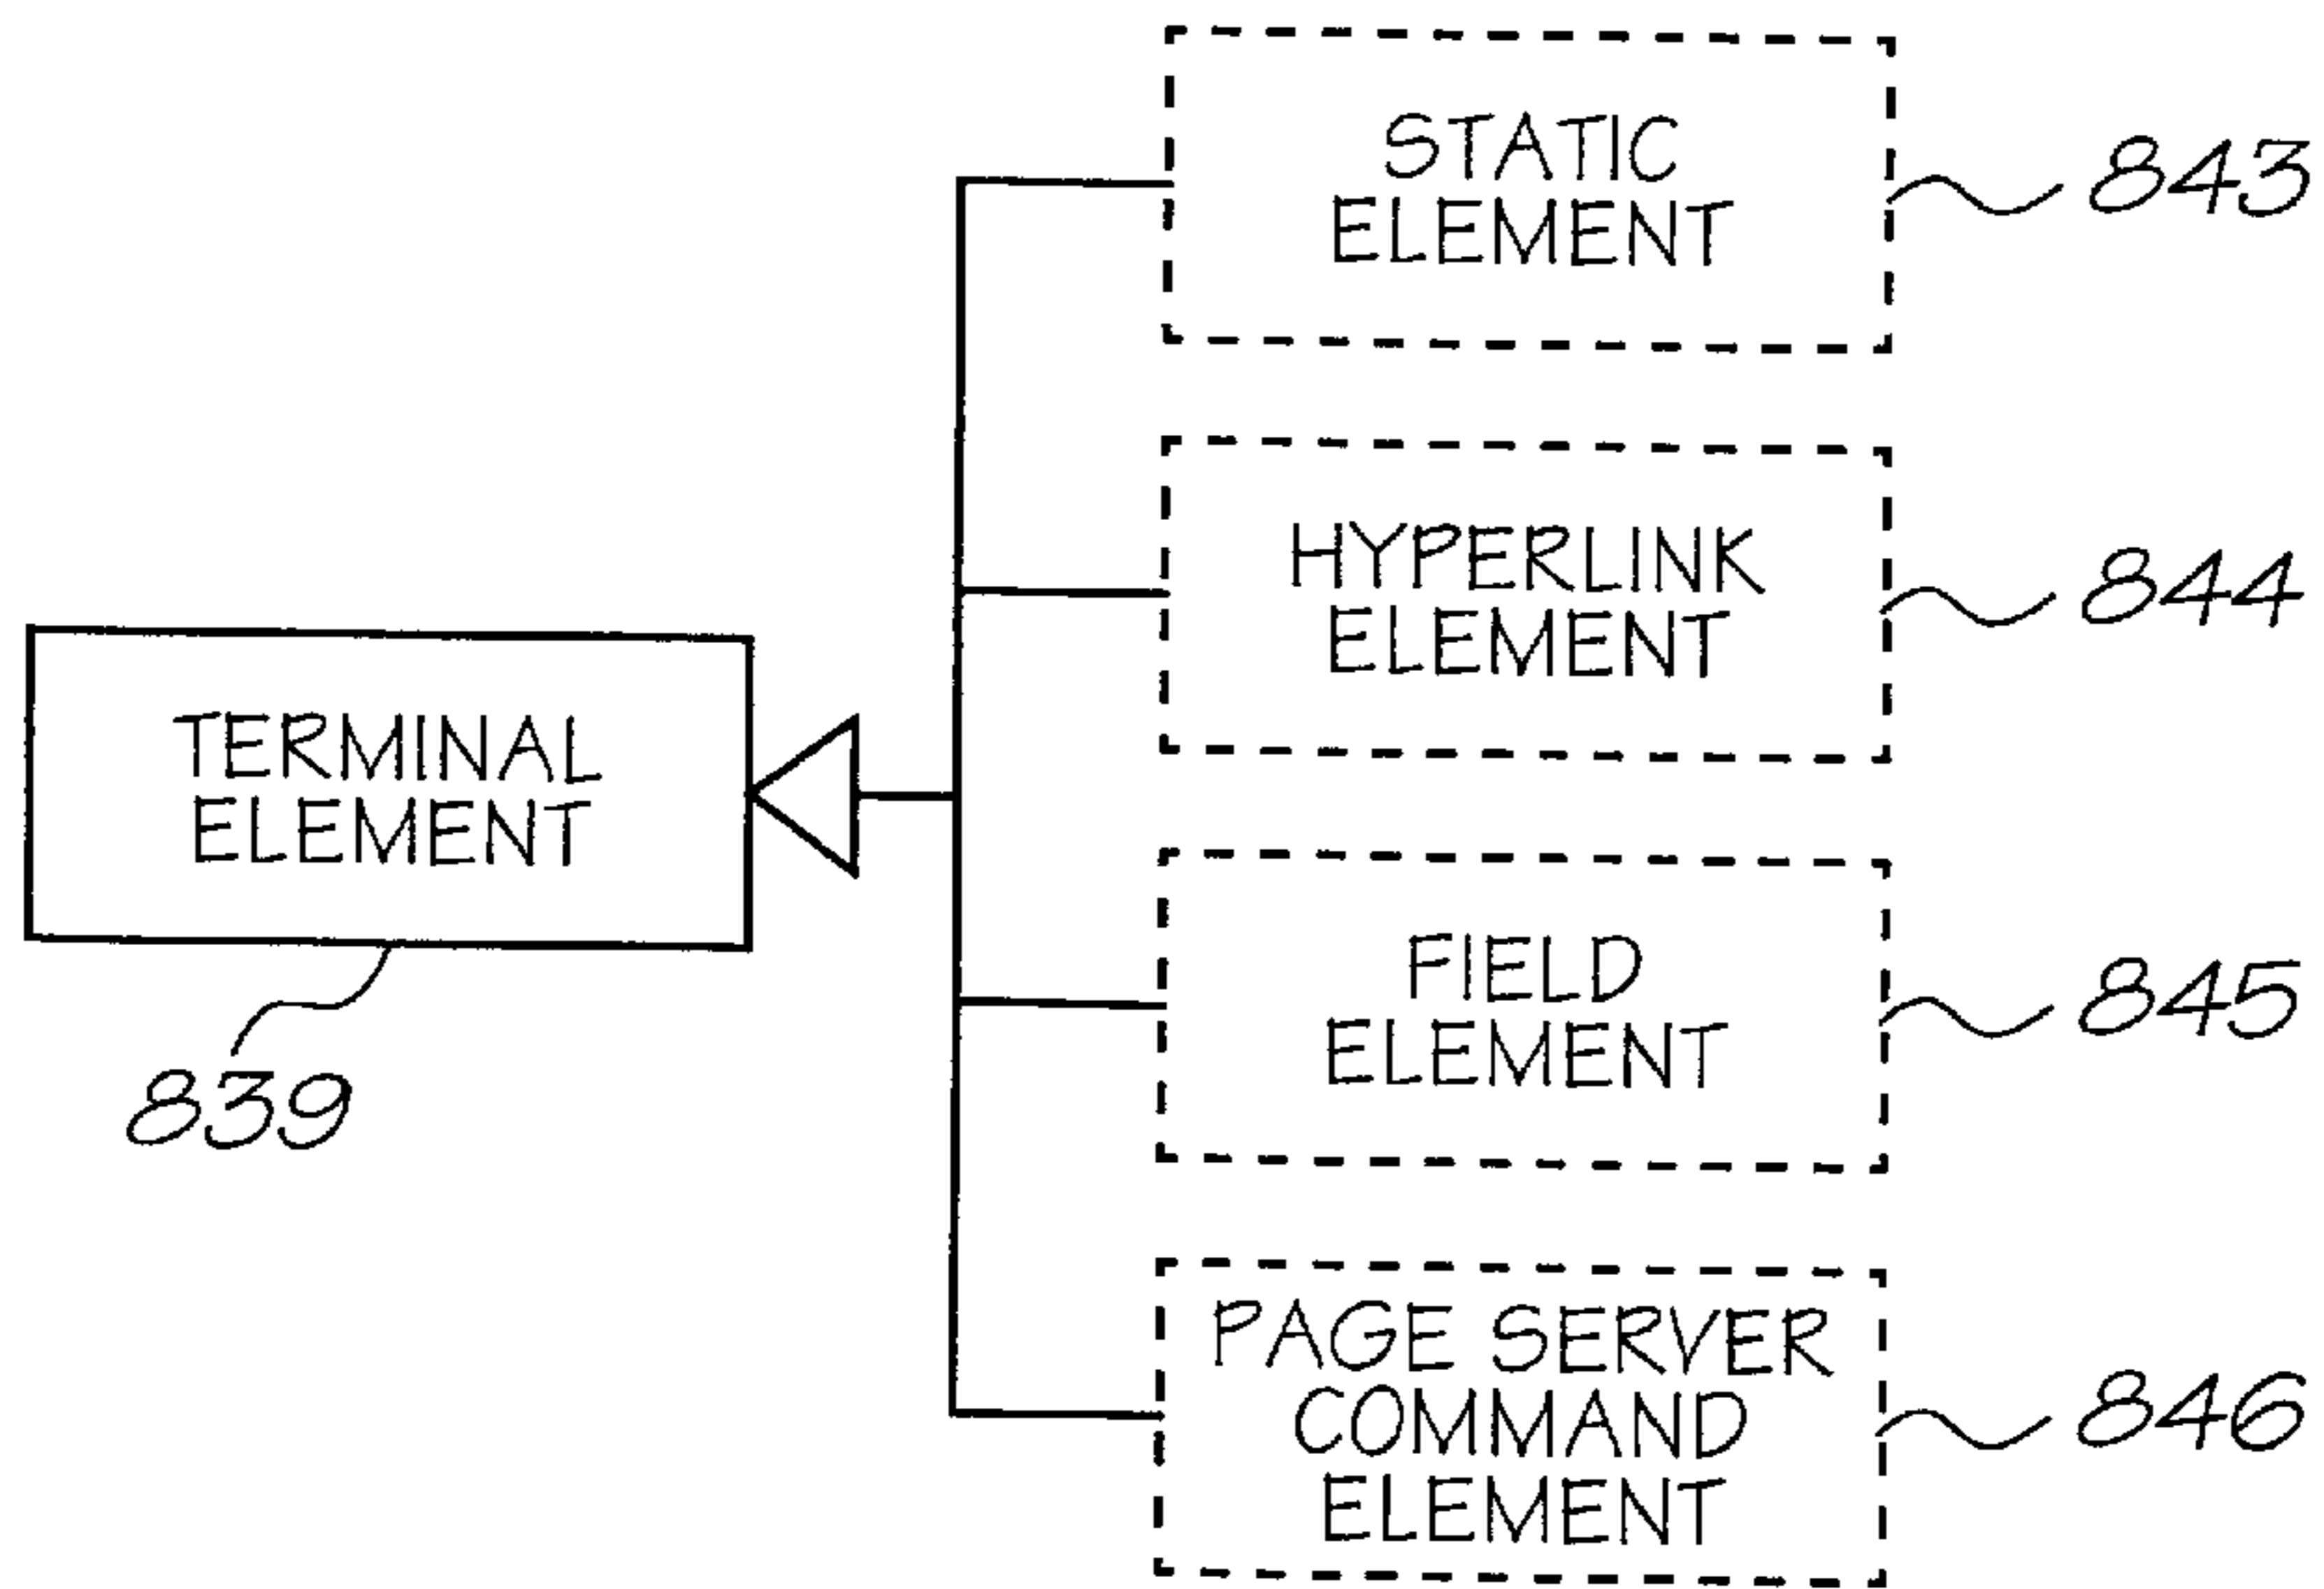 STATIC
ELEMENT
843
HYPERLINK
ELEMENT
844
TERMINAL
ELEMENT
839
FIELD
ELEMENT
845
PAGE SERVER
COMMAND
ELEMENT
846